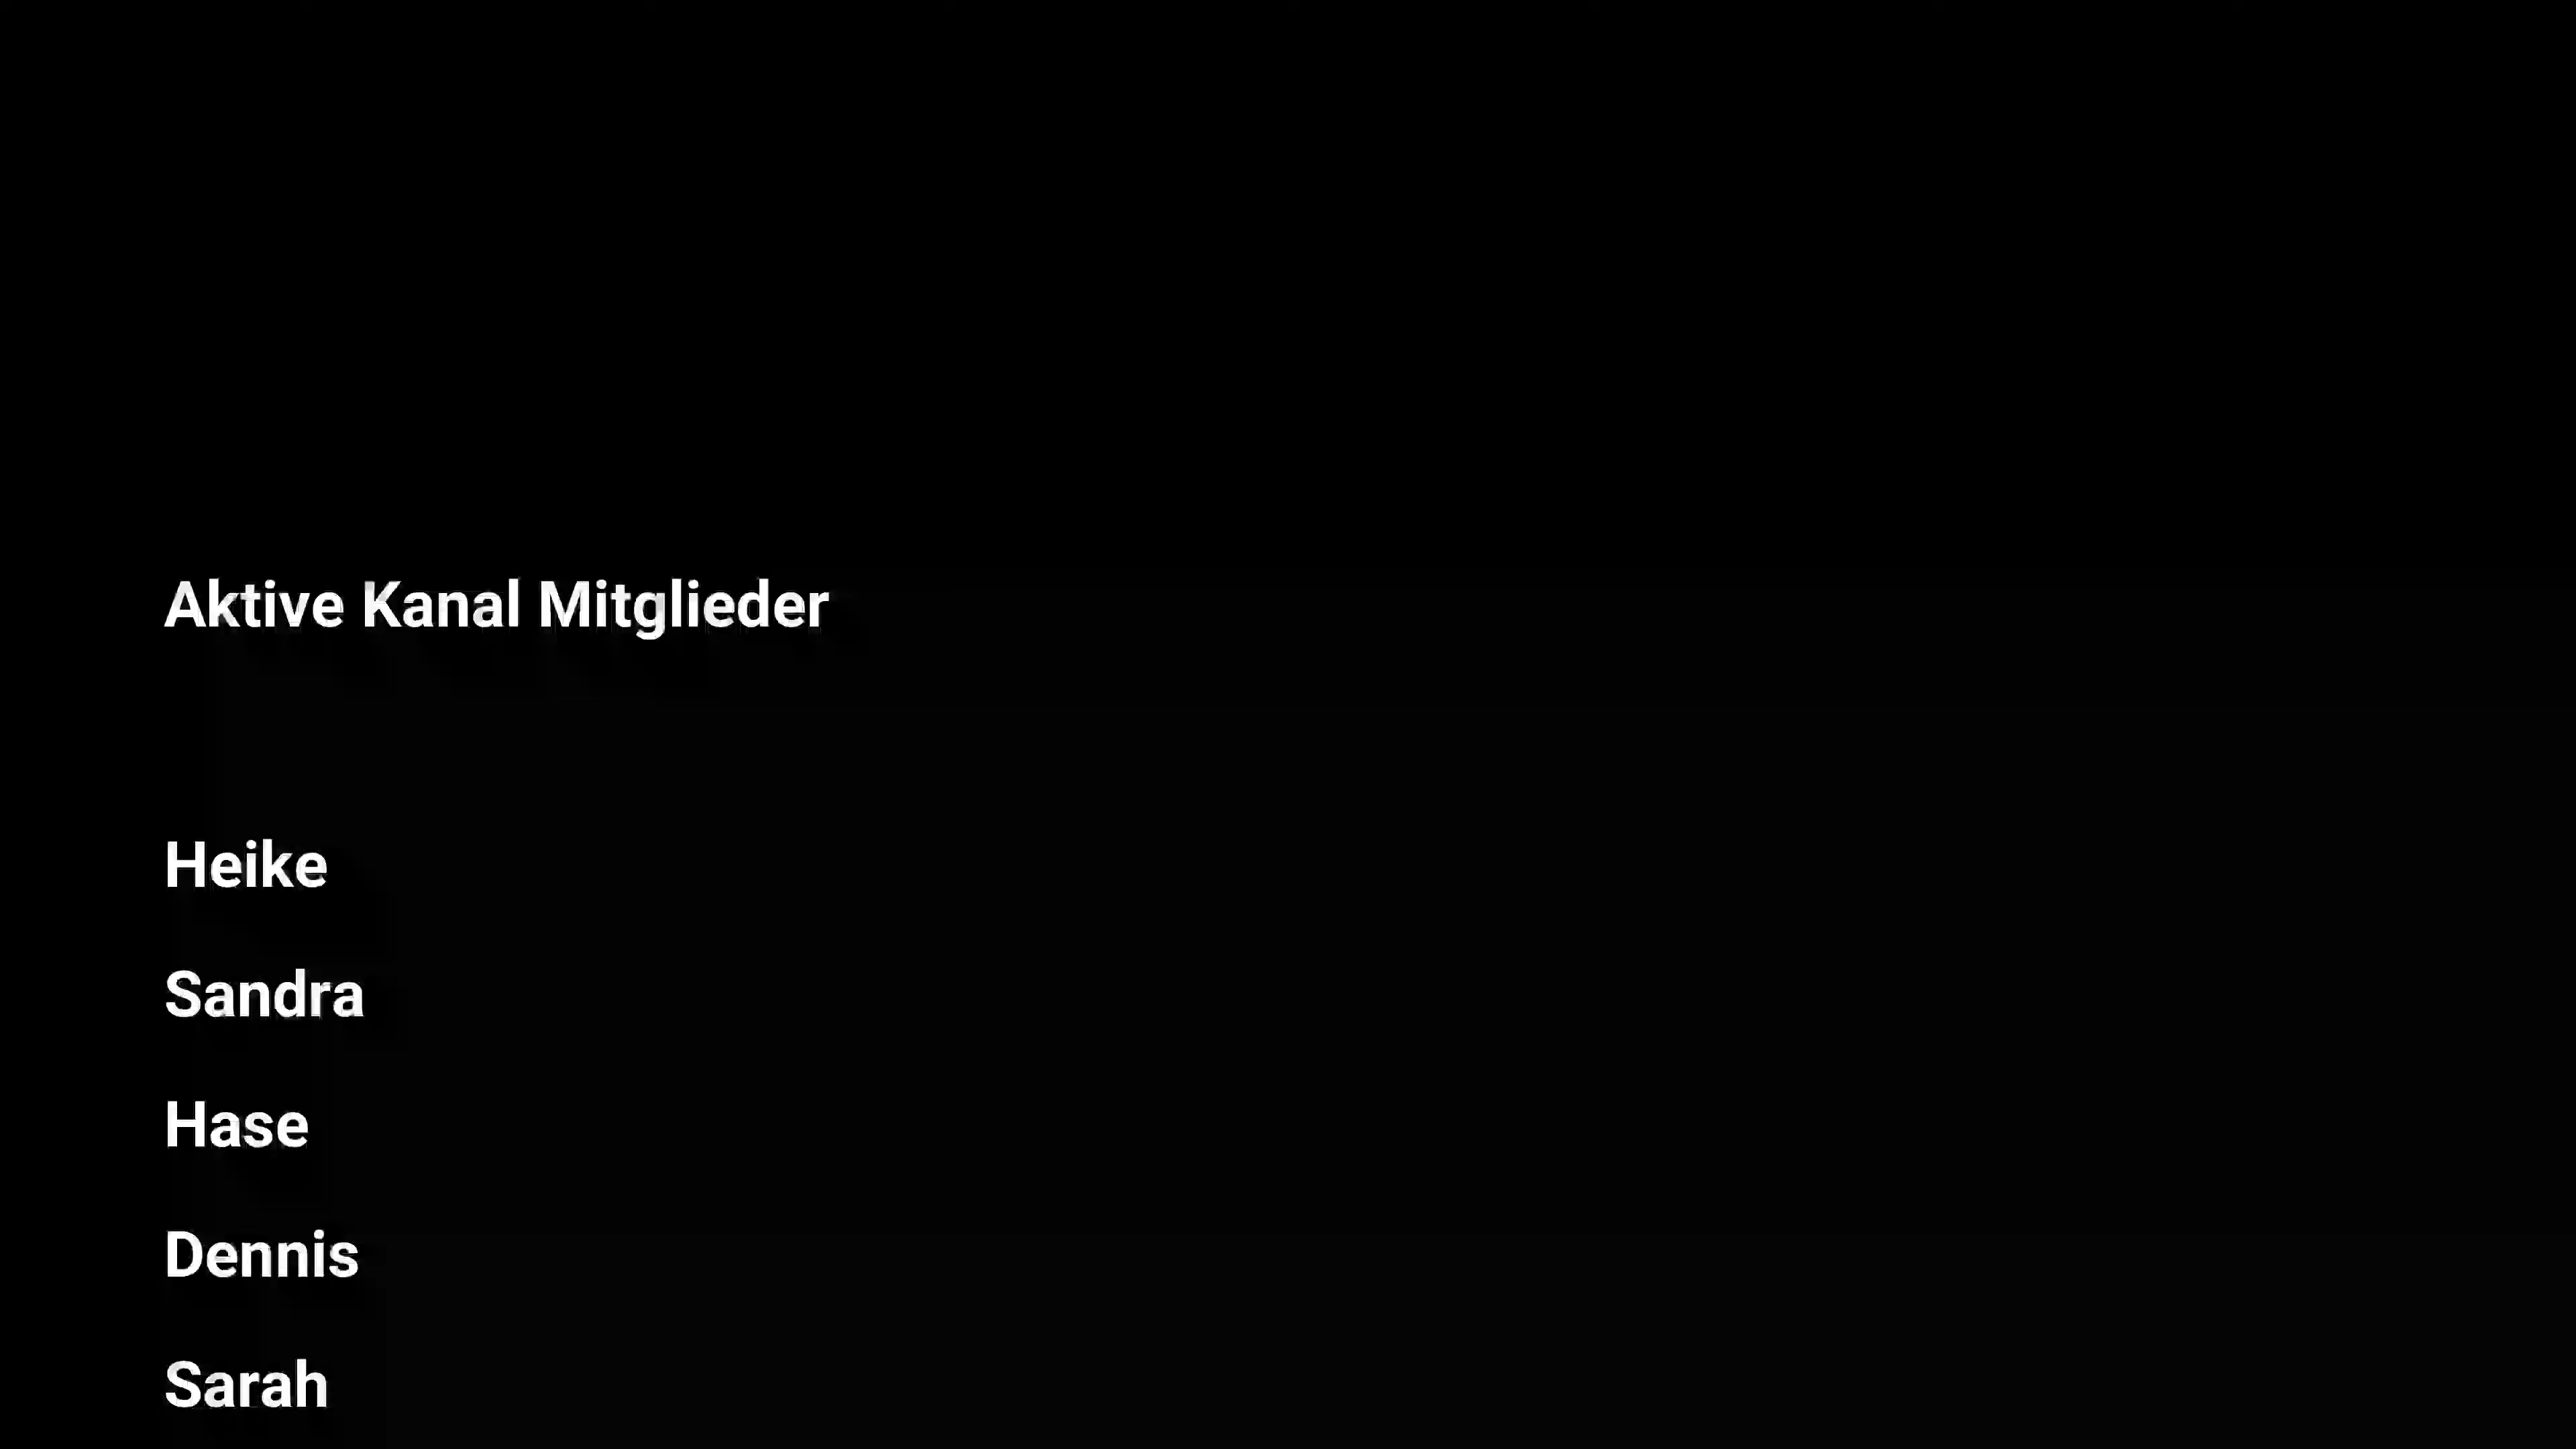 Aktive Kanal Mitglieder
Heike
Sandra
Hase
Dennis
Sarah